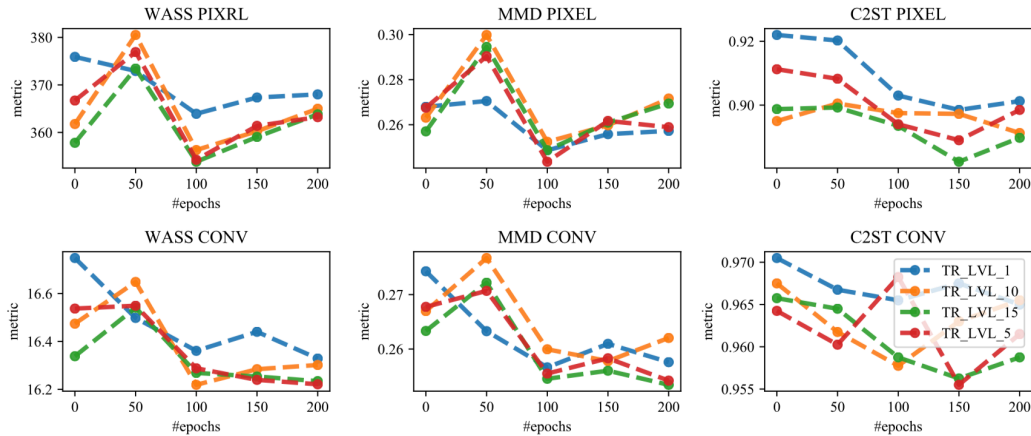 WASS PIXRL
metric
380
360
0 50 100 150 200
#epochs
MMD PIXEL
metric
0.30
0.28
0.26
0 50 100 150 200
#epochs
C2ST PIXEL
metric
0.92
0.90
0 50 100 150 200
#epochs
WASS CONV
metric
16.6
16.4
16.2
0 50 100 150 200
#epochs
MMD CONV
metric
0.27
0.26
0 50 100 150 200
#epochs
C2ST CONV
metric
0.970
0.965
0.960
0.955
TR_LVL_1
TR_LVL_10
TR_LVL_15
TR_LVL_5
0 50 100 150 200
#epochs